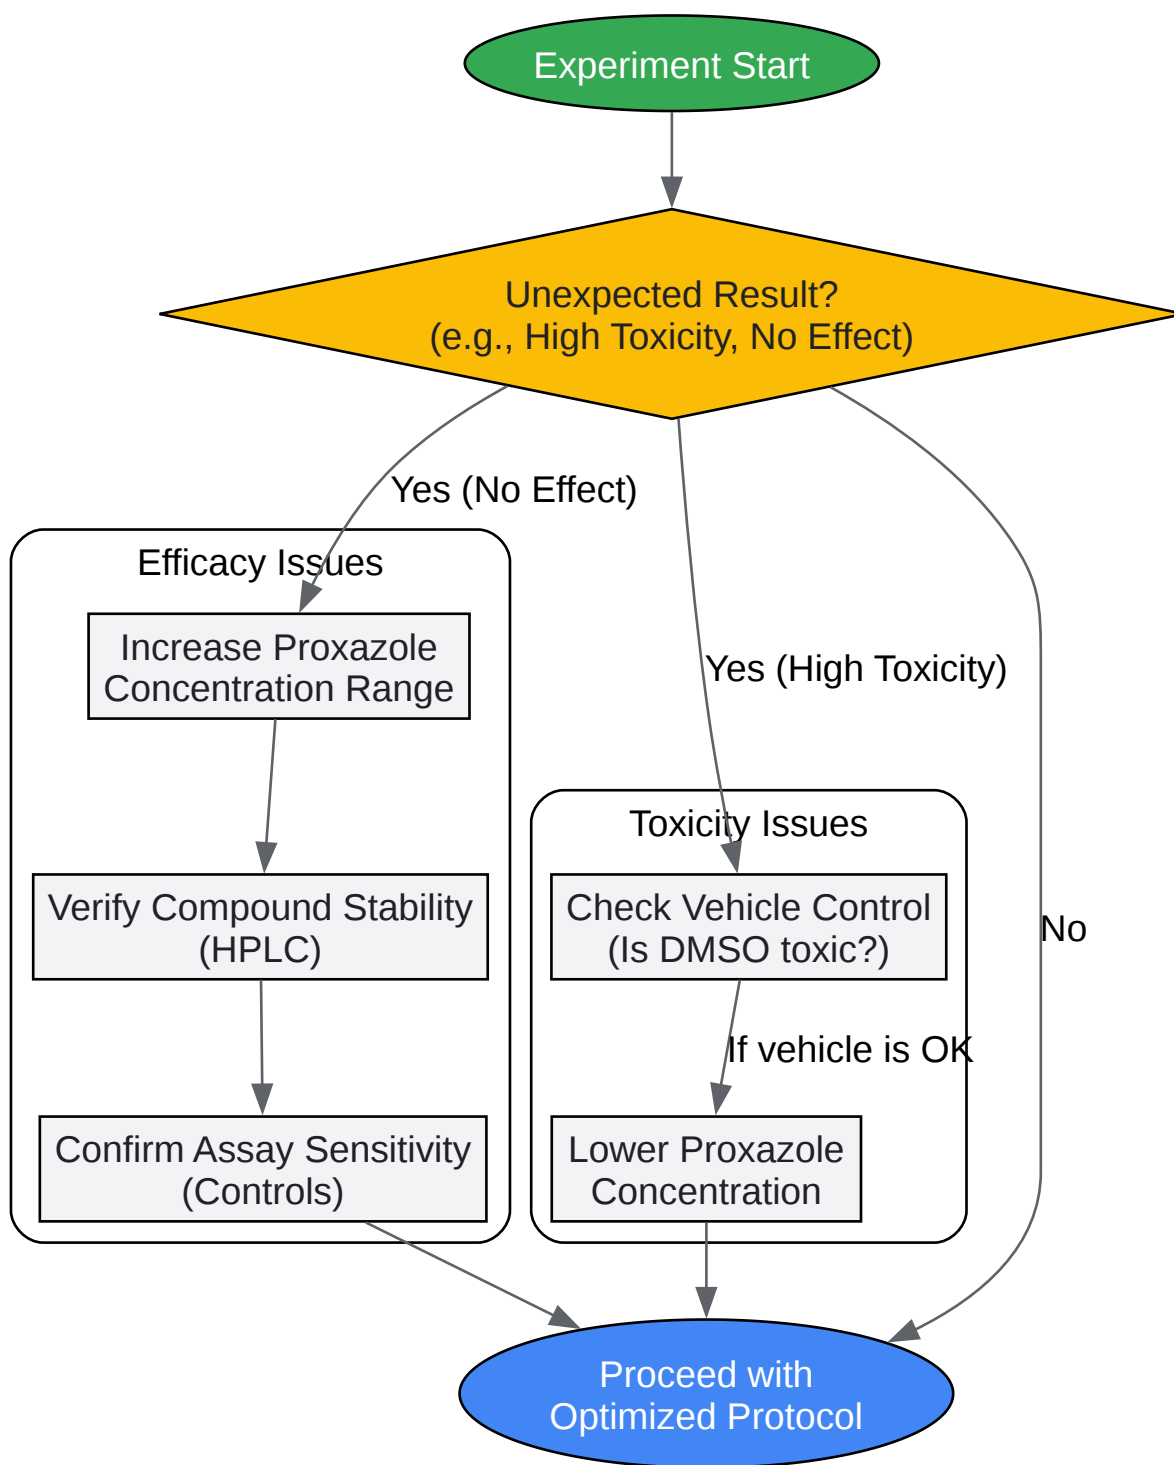 Experiment Start
Unexpected Result?
(e.g., High Toxicity, No Effect)
Yes (No Effect)
Efficacy Issues
Increase Proxazole
Concentration Range
Verify Compound Stability
(HPLC)
Confirm Assay Sensitivity
(Controls)
Yes (High Toxicity)
Toxicity Issues
Check Vehicle Control
(Is DMSO toxic?)
If vehicle is OK
Lower Proxazole
Concentration
No
Proceed with
Optimized Protocol